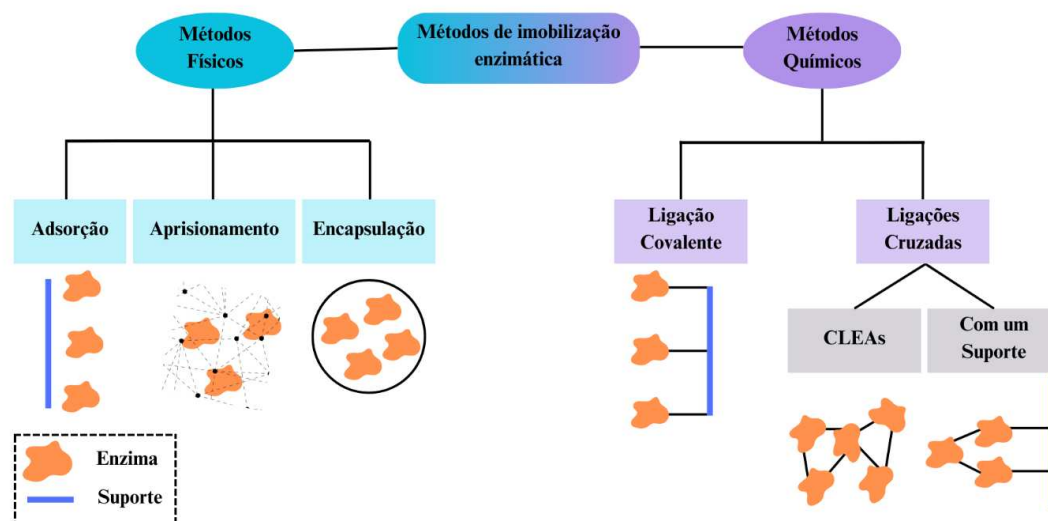 Métodos
Físicos
Métodos de imobilização
enzimática
Métodos
Químicos
Adsorção
Aprisionamento
Encapsulação
Ligação
Covalente
Ligações
Cruzadas
CLEAs
Com um
Suporte
Enzima
Suporte